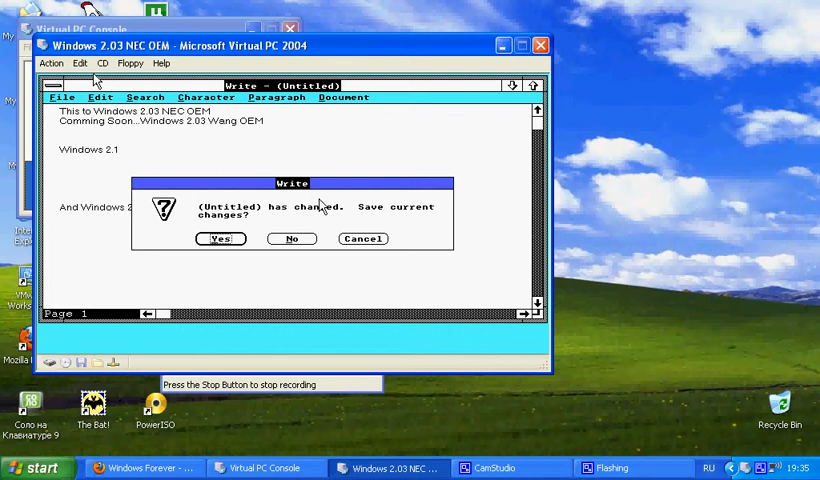 Virtual PC Console
My
Windows 2.03 NEC OEM - Microsoft Virtual PC 2004
Action Edit CD Floppy Help
Write - (Untitled)
File Edit Search Character Paragraph Document
This to Windows 2.03 NEC OEM
Comming Soon...Windows 2.03 Wang OEM
Windows 2.1
Write
(Untitled) has changed. Save current
changes?
And Windows 2
Yes No Cancel
Page 1
Press the Stop Button to stop recording
Соло на
Клавиатуре 9
The Bat!
PowerISO
Recycle Bin
start
Windows Forever - ...
Virtual PC Console
Windows 2.03 NEC ...
CamStudio
Flashing
RU
19:35